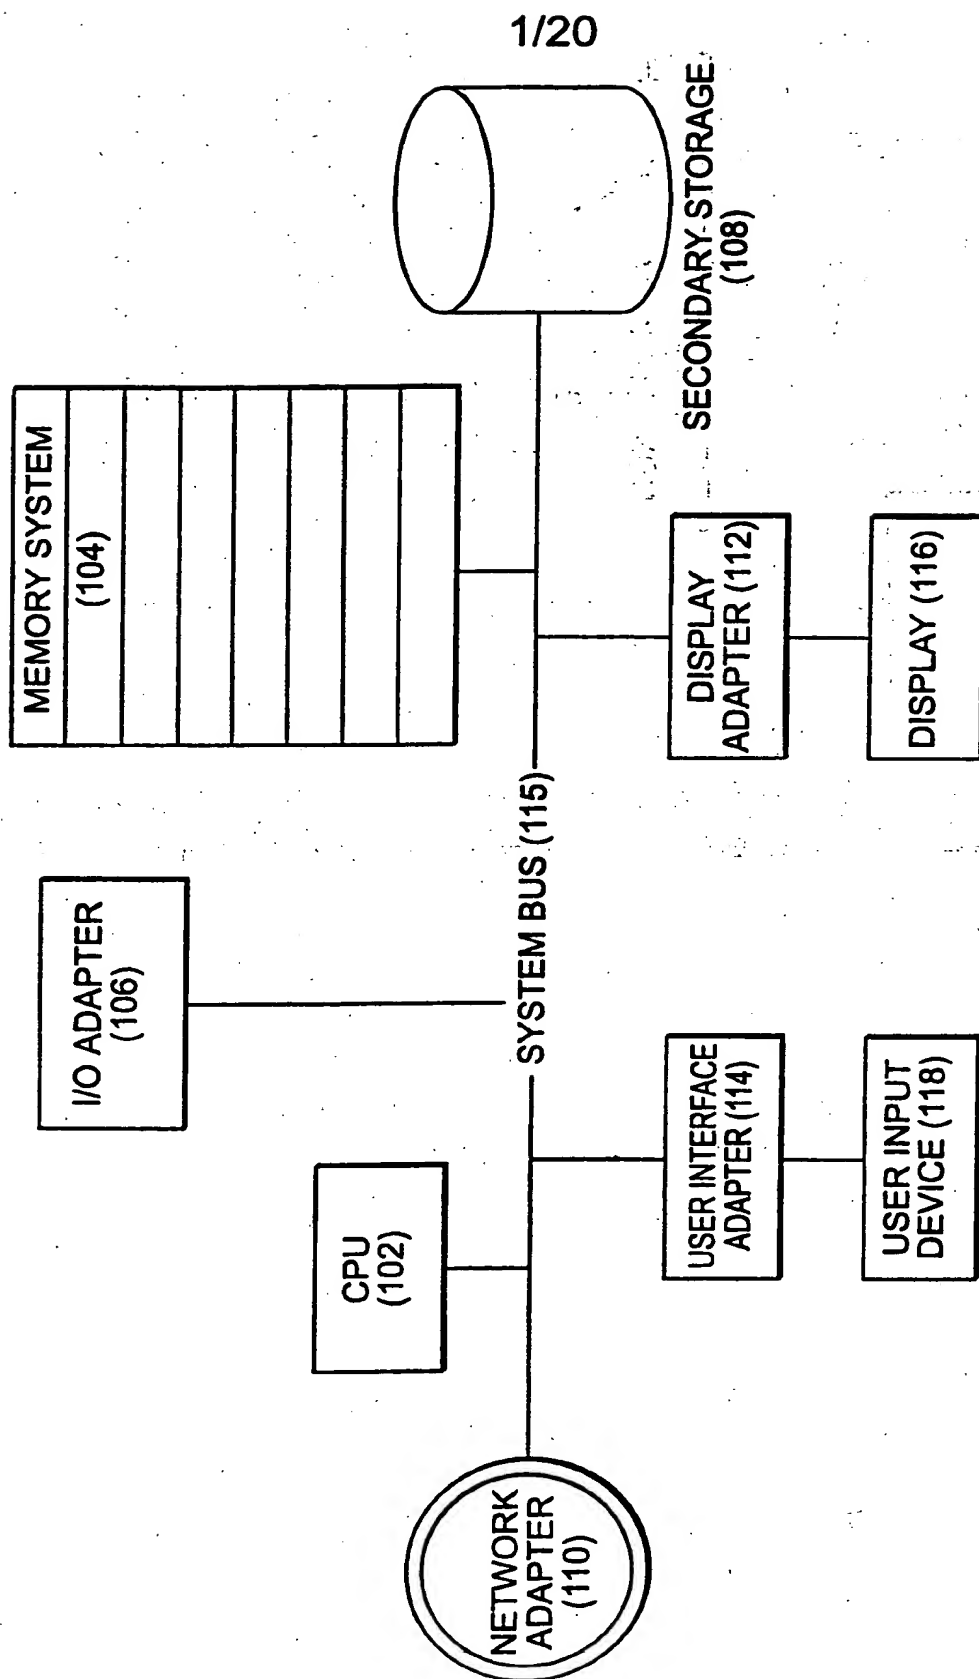 1/20
MEMORY SYSTEM
(104)
SECONDARY STORAGE
(108)
I/O ADAPTER
(106)
CPU
(102)
NETWORK
ADAPTER
(110)
SYSTEM BUS (115)
USER INTERFACE
ADAPTER (114)
USER INPUT
DEVICE (118)
DISPLAY
ADAPTER (112)
DISPLAY (116)